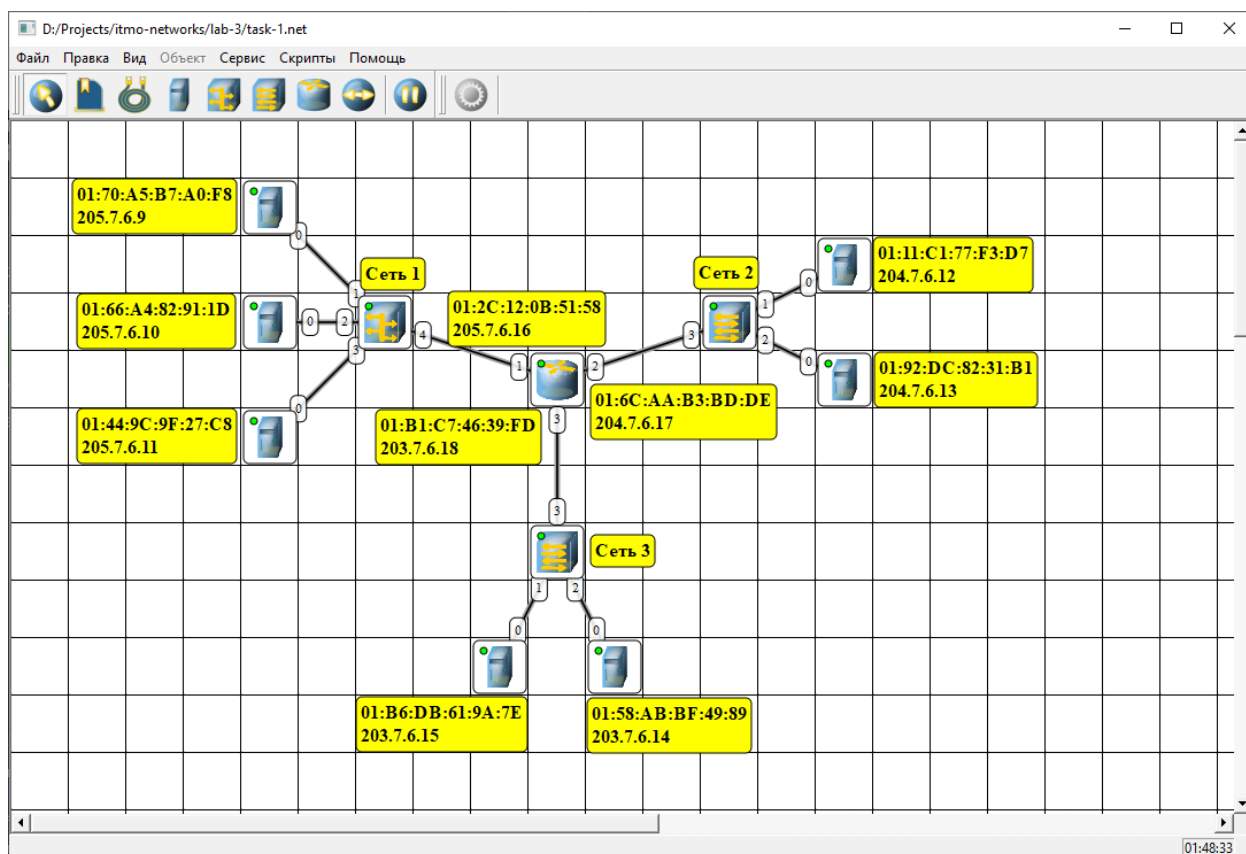 D:/Projects/itmo-networks/lab-3/task-1.net
Файл Правка Вид Объект Сервис Скрипты Помощь
01:70:A5:B7:A0:F8
205.7.6.9
0
Сеть 1
1
01:66:A4:82:91:1D
205.7.6.10
0
2
3
4
01:44:9C:9F:27:C8
205.7.6.11
0
01:2C:12:0B:51:58
205.7.6.16
1
2
3
01:B1:C7:46:39:FD
203.7.6.18
01:6C:AA:B3:BD:DE
204.7.6.17
Сеть 2
3
1
2
0
01:11:C1:77:F3:D7
204.7.6.12
0
01:92:DC:82:31:B1
204.7.6.13
3
Сеть 3
1
2
0
0
01:B6:DB:61:9A:7E
203.7.6.15
01:58:AB:BF:49:89
203.7.6.14
01:48:33